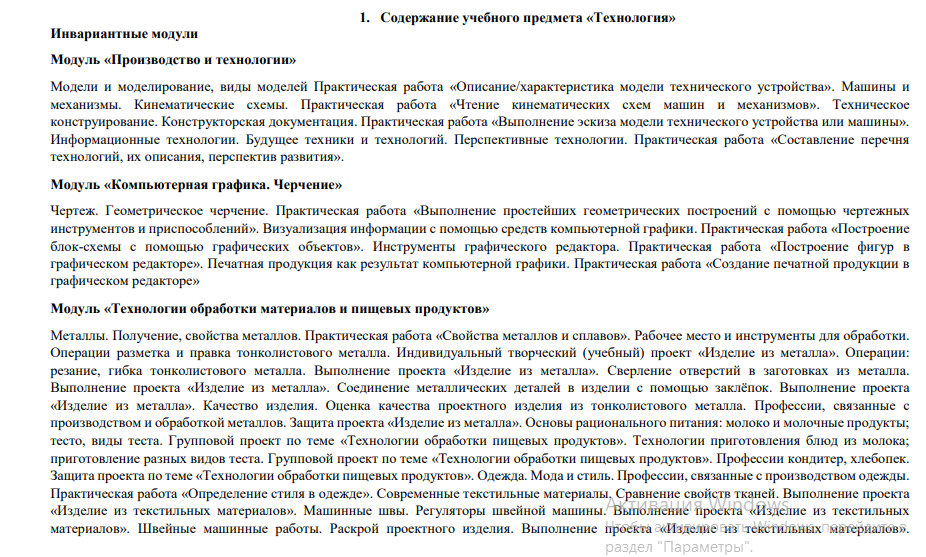 1. Содержание учебного предмета «Технология»
Инвариантные модули
Модуль «Производство и технологии»
Модели и моделирование, виды моделей Практическая работа «Описание/характеристика модели технического устройства». Машины и
механизмы. Кинематические схемы. Практическая работа «Чтение кинематических схем машин и механизмов». Техническое
конструирование. Конструкторская документация. Практическая работа «Выполнение эскиза модели технического устройства или машины».
Информационные технологии. Будущее техники и технологий. Перспективные технологии. Практическая работа «Составление перечня
технологий, их описания, перспектив развития».
Модуль «Компьютерная графика. Черчение»
Чертеж. Геометрическое черчение. Практическая работа «Выполнение простейших геометрических построений с помощью чертежных
инструментов и приспособлений». Визуализация информации с помощью средств компьютерной графики. Практическая работа «Построение
блок-схемы с помощью графических объектов». Инструменты графического редактора. Практическая работа «Построение фигур в
графическом редакторе». Печатная продукция как результат компьютерной графики. Практическая работа «Создание печатной продукции в
графическом редакторе»
Модуль «Технологии обработки материалов и пищевых продуктов»
Металлы. Получение, свойства металлов. Практическая работа «Свойства металлов и сплавов». Рабочее место и инструменты для обработки.
Операции разметка и правка тонколистового металла. Индивидуальный творческий (учебный) проект «Изделие из металла». Операции:
резание, гибка тонколистового металла. Выполнение проекта «Изделие из металла». Сверление отверстий в заготовках из металла.
Выполнение проекта «Изделие из металла». Соединение металлических деталей в изделии с помощью заклёпок. Выполнение проекта
«Изделие из металла». Качество изделия. Оценка качества проектного изделия из тонколистового металла. Профессии, связанные с
производством и обработкой металлов. Защита проекта «Изделие из металла». Основы рационального питания: молоко и молочные продукты;
тесто, виды теста. Групповой проект по теме «Технологии обработки пищевых продуктов». Технологии приготовления блюд из молока;
приготовление разных видов теста. Групповой проект по теме «Технологии обработки пищевых продуктов». Профессии кондитер, хлебопек.
Защита проекта по теме «Технологии обработки пищевых продуктов». Одежда. Мода и стиль. Профессии, связанные с производством одежды.
Практическая работа «Определение стиля в одежде». Современные текстильные материалы. Сравнение свойств тканей. Выполнение проекта
«Изделие из текстильных материалов». Машинные швы. Регуляторы швейной машины. Выполнение проекта «Изделие из текстильных
материалов». Швейные машинные работы. Раскрой проектного изделия. Выполнение проекта «Изделие из текстильных материалов».
Активация Windows
Чтобы активировать Windows, перейдите в
раздел "Параметры".